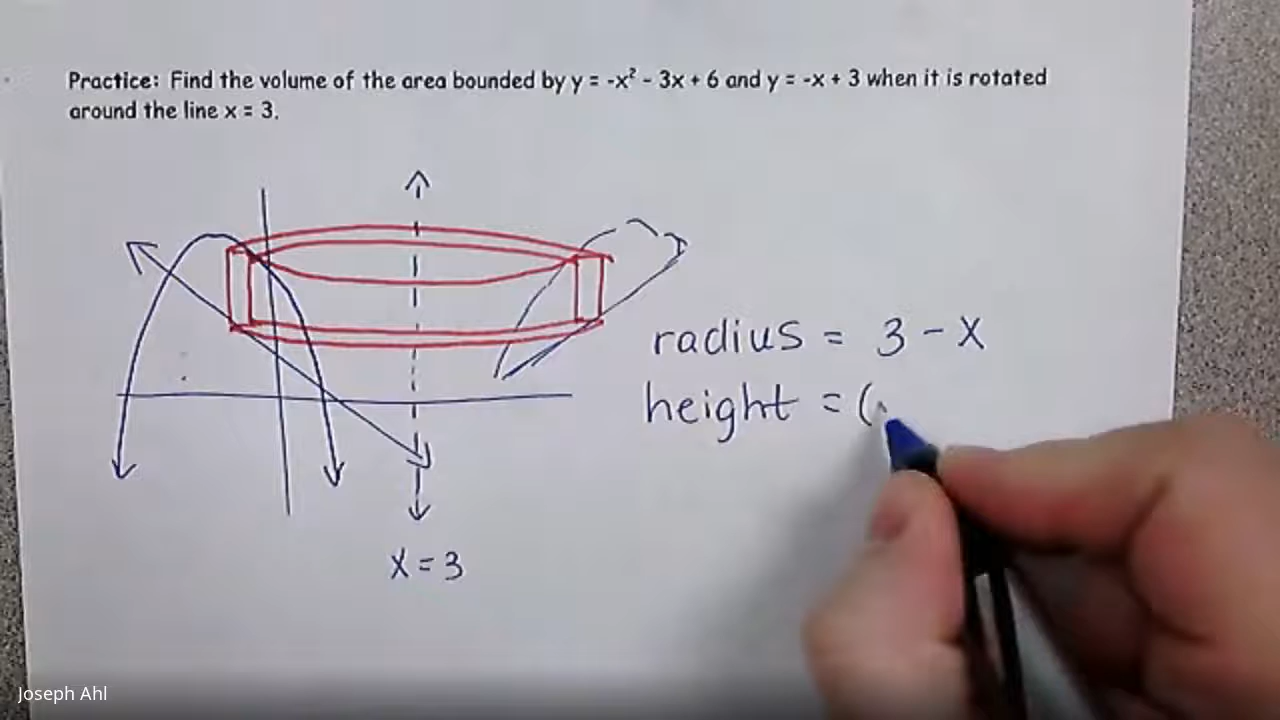 Practice: Find the volume of the area bounded by y = -x² - 3x + 6 and y = -x + 3 when it is rotated
around the line x = 3.
radius = 3 - x
height = (
x = 3
Joseph Ahl